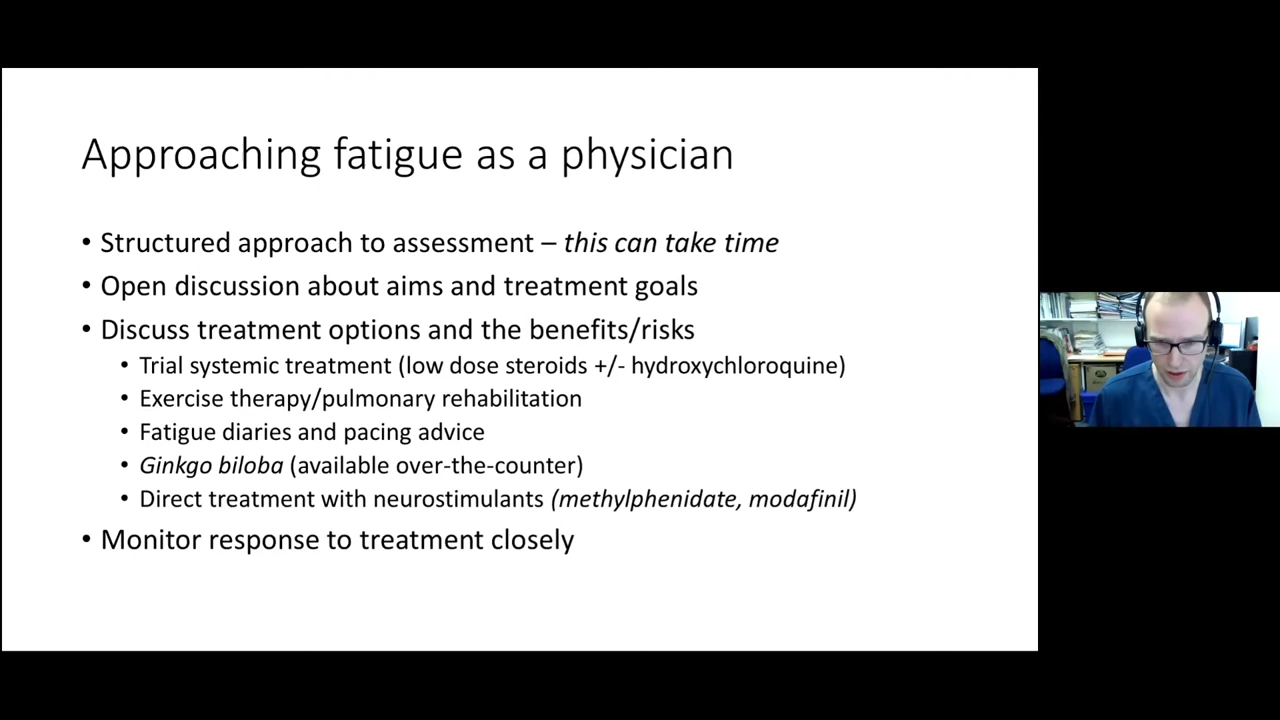 Approaching fatigue as a physician
• Structured approach to assessment – this can take time
• Open discussion about aims and treatment goals
• Discuss treatment options and the benefits/risks
• Trial systemic treatment (low dose steroids +/- hydroxychloroquine)
• Exercise therapy/pulmonary rehabilitation
• Fatigue diaries and pacing advice
• Ginkgo biloba (available over-the-counter)
• Direct treatment with neurostimulants (methylphenidate, modafinil)
• Monitor response to treatment closely